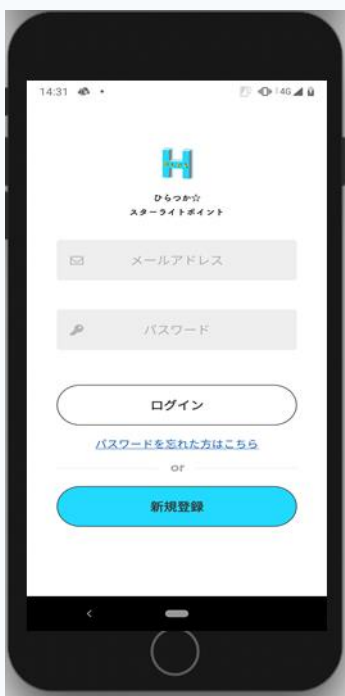 14:31
4G
H
ひらつか☆
スターライトポイント
メールアドレス
パスワード
ログイン
パスワードを忘れた方はこちら
or
新規登録